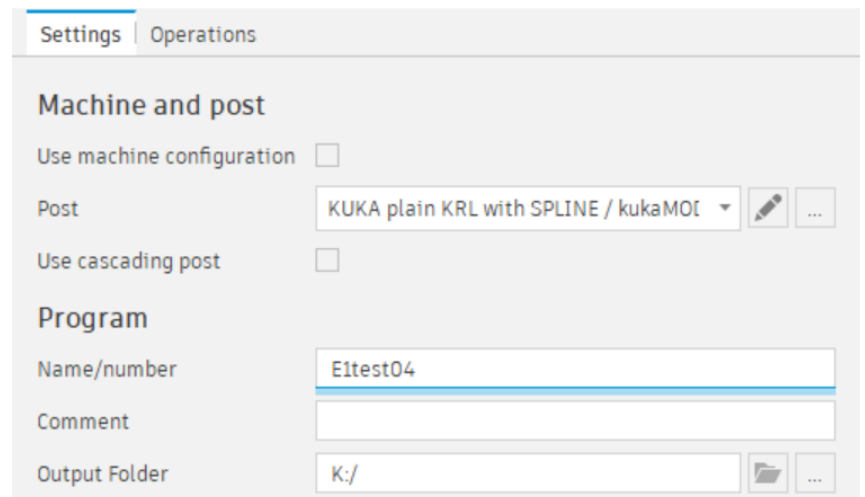 Settings Operations
Machine and post
Use machine configuration
Post KUKA plain KRL with SPLINE / kukaMO ...
Use cascading post
Program
Name/number E1test04
Comment
Output Folder K:/ ...